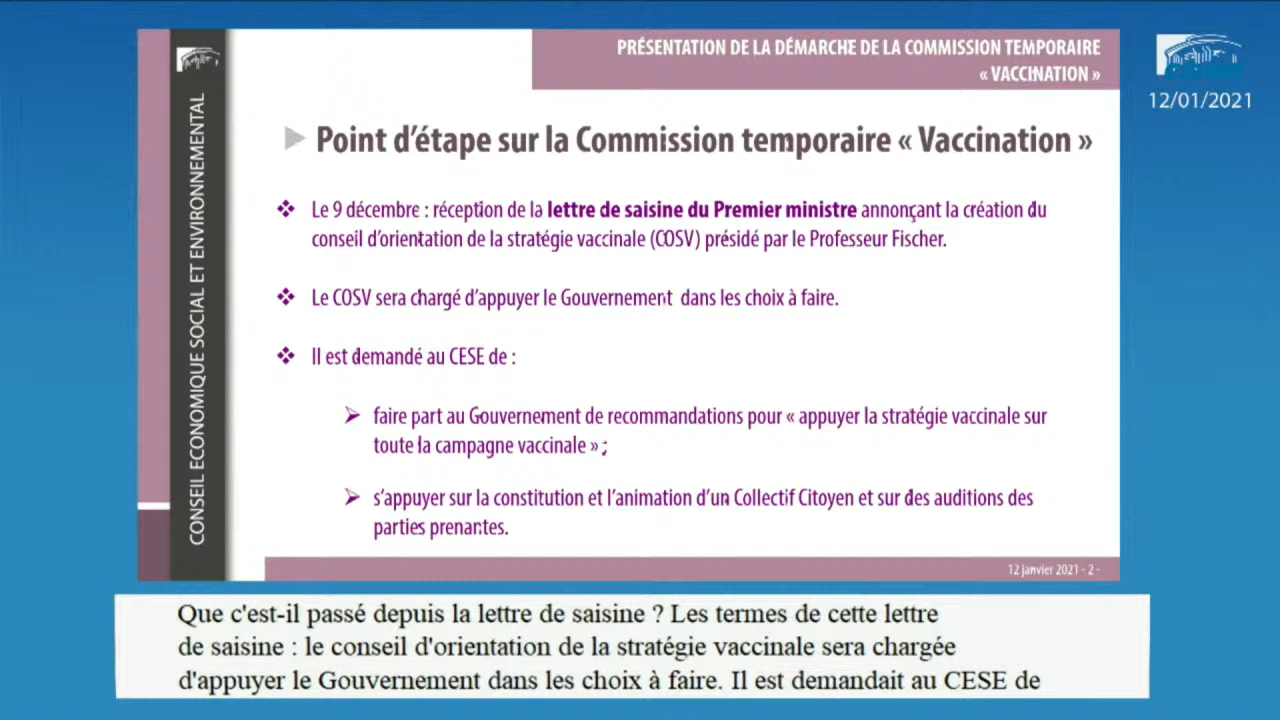 PRÉSENTATION DE LA DÉMARCHE DE LA COMMISSION TEMPORAIRE
« VACCINATION »
12/01/2021
CONSEIL ECONOMIQUE SOCIAL ET ENVIRONNEMENTAL
Point d'étape sur la Commission temporaire « Vaccination »
Le 9 décembre : réception de la lettre de saisine du Premier ministre annonçant la création du
conseil d'orientation de la stratégie vaccinale (COSV) présidé par le Professeur Fischer.
Le COSV sera chargé d'appuyer le Gouvernement dans les choix à faire.
Il est demandé au CESE de :
faire part au Gouvernement de recommandations pour « appuyer la stratégie vaccinale sur
toute la campagne vaccinale » ;
s'appuyer sur la constitution et l'animation d'un Collectif Citoyen et sur des auditions des
parties prenantes.
12 janvier 2021 - 2 -
Que c'est-il passé depuis la lettre de saisine ? Les termes de cette lettre
de saisine : le conseil d'orientation de la stratégie vaccinale sera chargée
d'appuyer le Gouvernement dans les choix à faire. Il est demandait au CESE de